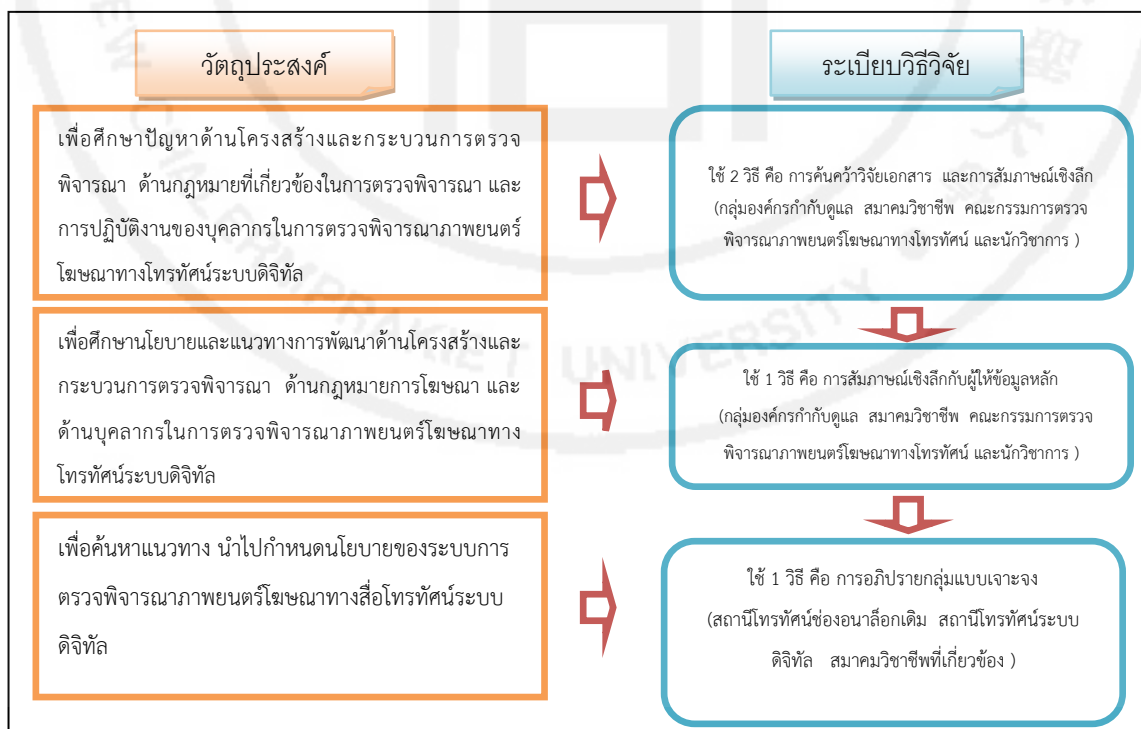 วัตถุประสงค์
ระเบียบวิธีวิจัย
เพื่อศึกษาปัญหาด้านโครงสร้างและกระบวนการตรวจ
พิจารณา ด้านกฎหมายที่เกี่ยวข้องในการตรวจพิจารณา และ
การปฏิบัติงานของบุคลากรในการตรวจพิจารณาภาพยนตร์
โฆษณาทางโทรทัศน์ระบบดิจิทัล
ใช้ 2 วิธี คือ การค้นคว้าวิจัยเอกสาร และการสัมภาษณ์เชิงลึก
(กลุ่มองค์กรกำกับดูแล สมาคมวิชาชีพ คณะกรรมการตรวจ
พิจารณาภาพยนตร์โฆษณาทางโทรทัศน์ และนักวิชาการ )
เพื่อศึกษานโยบายและแนวทางการพัฒนาด้านโครงสร้างและ
กระบวนการตรวจพิจารณา ด้านกฎหมายการโฆษณา และ
ด้านบุคลากรในการตรวจพิจารณาภาพยนตร์โฆษณาทาง
โทรทัศน์ระบบดิจิทัล
ใช้ 1 วิธี คือ การสัมภาษณ์เชิงลึกกับผู้ให้ข้อมูลหลัก
(กลุ่มองค์กรกำกับดูแล สมาคมวิชาชีพ คณะกรรมการตรวจ
พิจารณาภาพยนตร์โฆษณาทางโทรทัศน์ และนักวิชาการ )
เพื่อค้นหาแนวทาง นำไปกำหนดนโยบายของระบบการ
ตรวจพิจารณาภาพยนตร์โฆษณาทางสื่อโทรทัศน์ระบบ
ดิจิทัล
ใช้ 1 วิธี คือ การอภิปรายกลุ่มแบบเจาะจง
(สถานีโทรทัศน์ช่องอนาล็อกเดิม สถานีโทรทัศน์ระบบ
ดิจิทัล สมาคมวิชาชีพที่เกี่ยวข้อง )